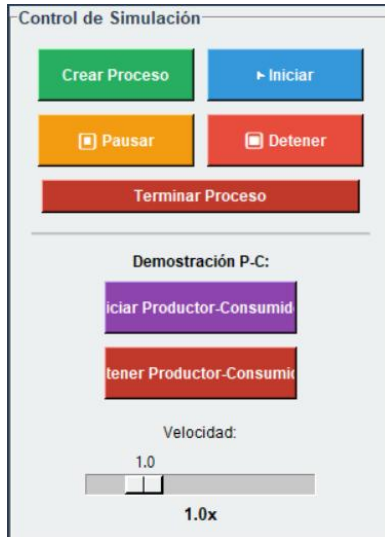 Control de Simulación
Crear Proceso
Iniciar
Pausar
Detener
Terminar Proceso
Demostración P-C:
iciar Productor-Consumid
tener Productor-Consumic
Velocidad:
1.0
1.0x